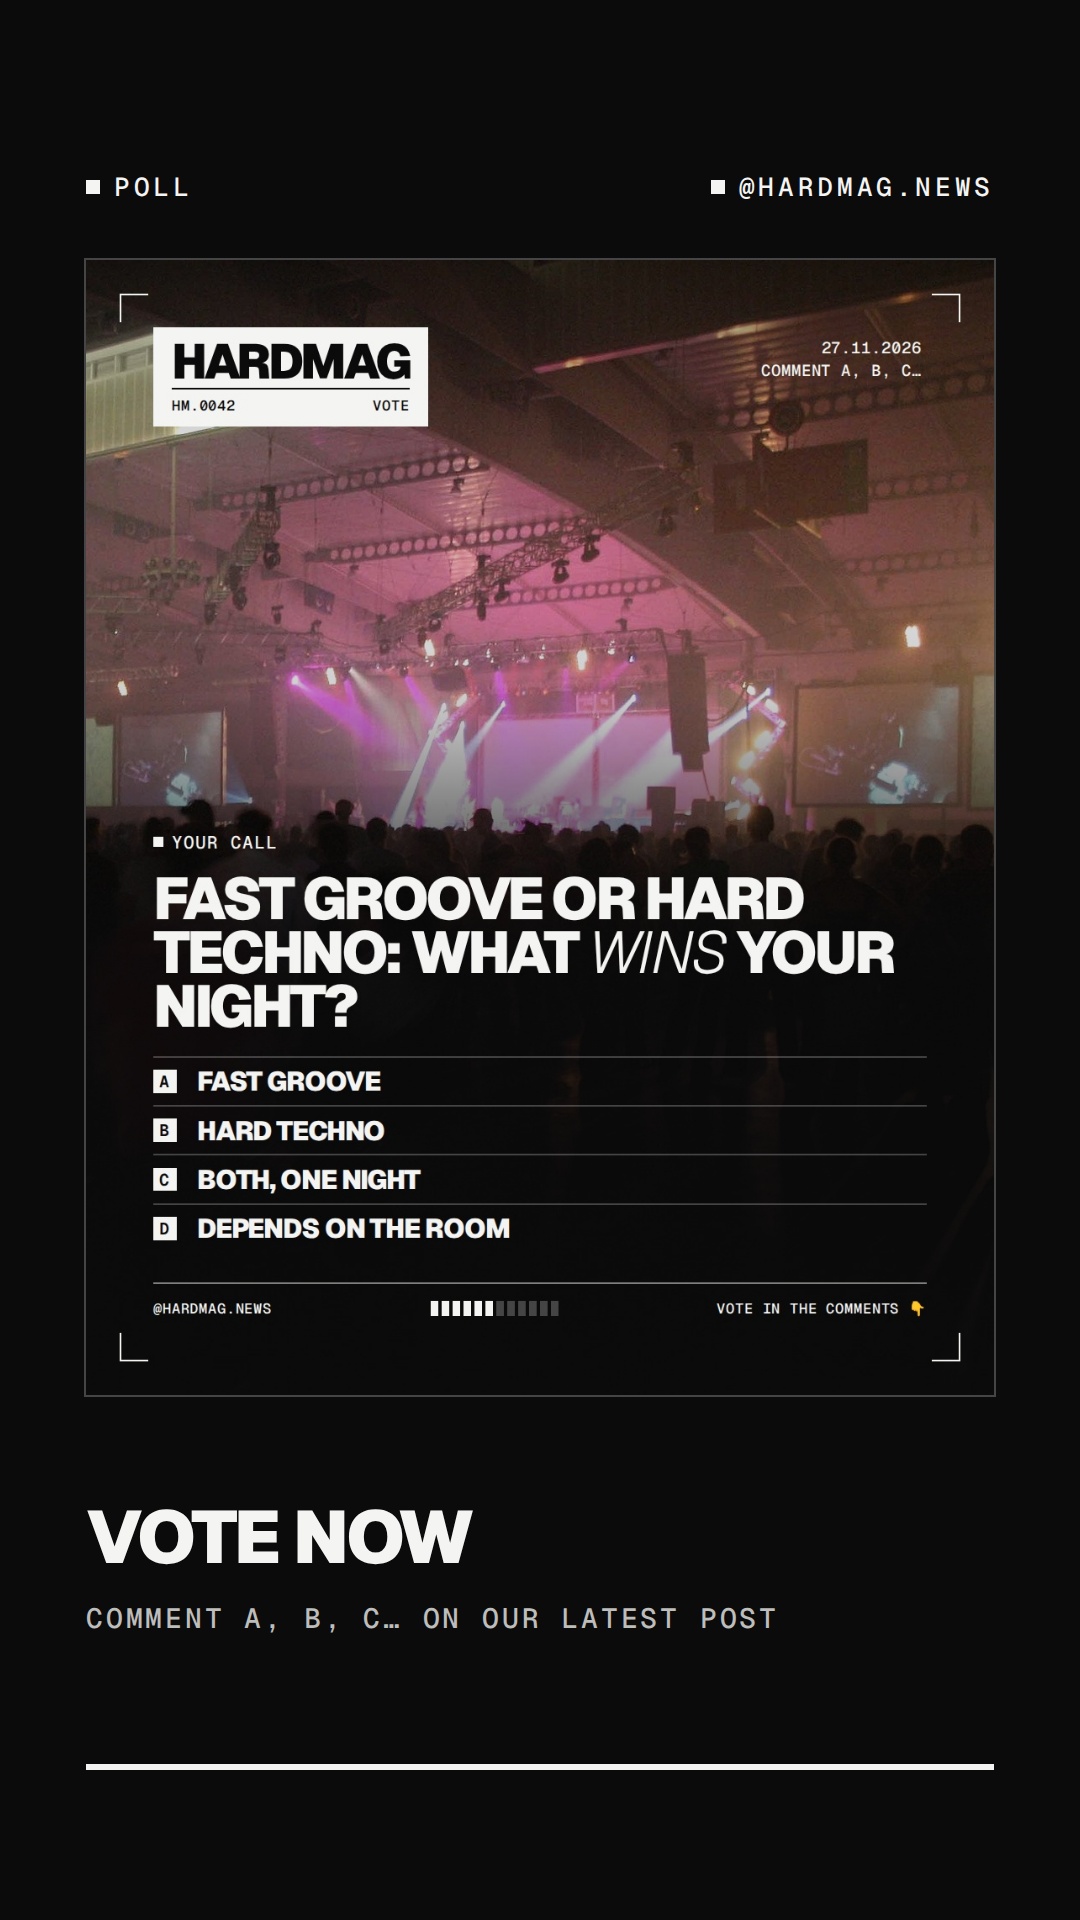 POLL
@HARDMAG.NEWS
HARDMAG
HM.0042 VOTE
27.11.2026
COMMENT A, B, C…
YOUR CALL
FAST GROOVE OR HARD
TECHNO: WHAT WINS YOUR
NIGHT?
A FAST GROOVE
B HARD TECHNO
C BOTH, ONE NIGHT
D DEPENDS ON THE ROOM
@HARDMAG.NEWS
VOTE IN THE COMMENTS 👇
VOTE NOW
COMMENT A, B, C… ON OUR LATEST POST